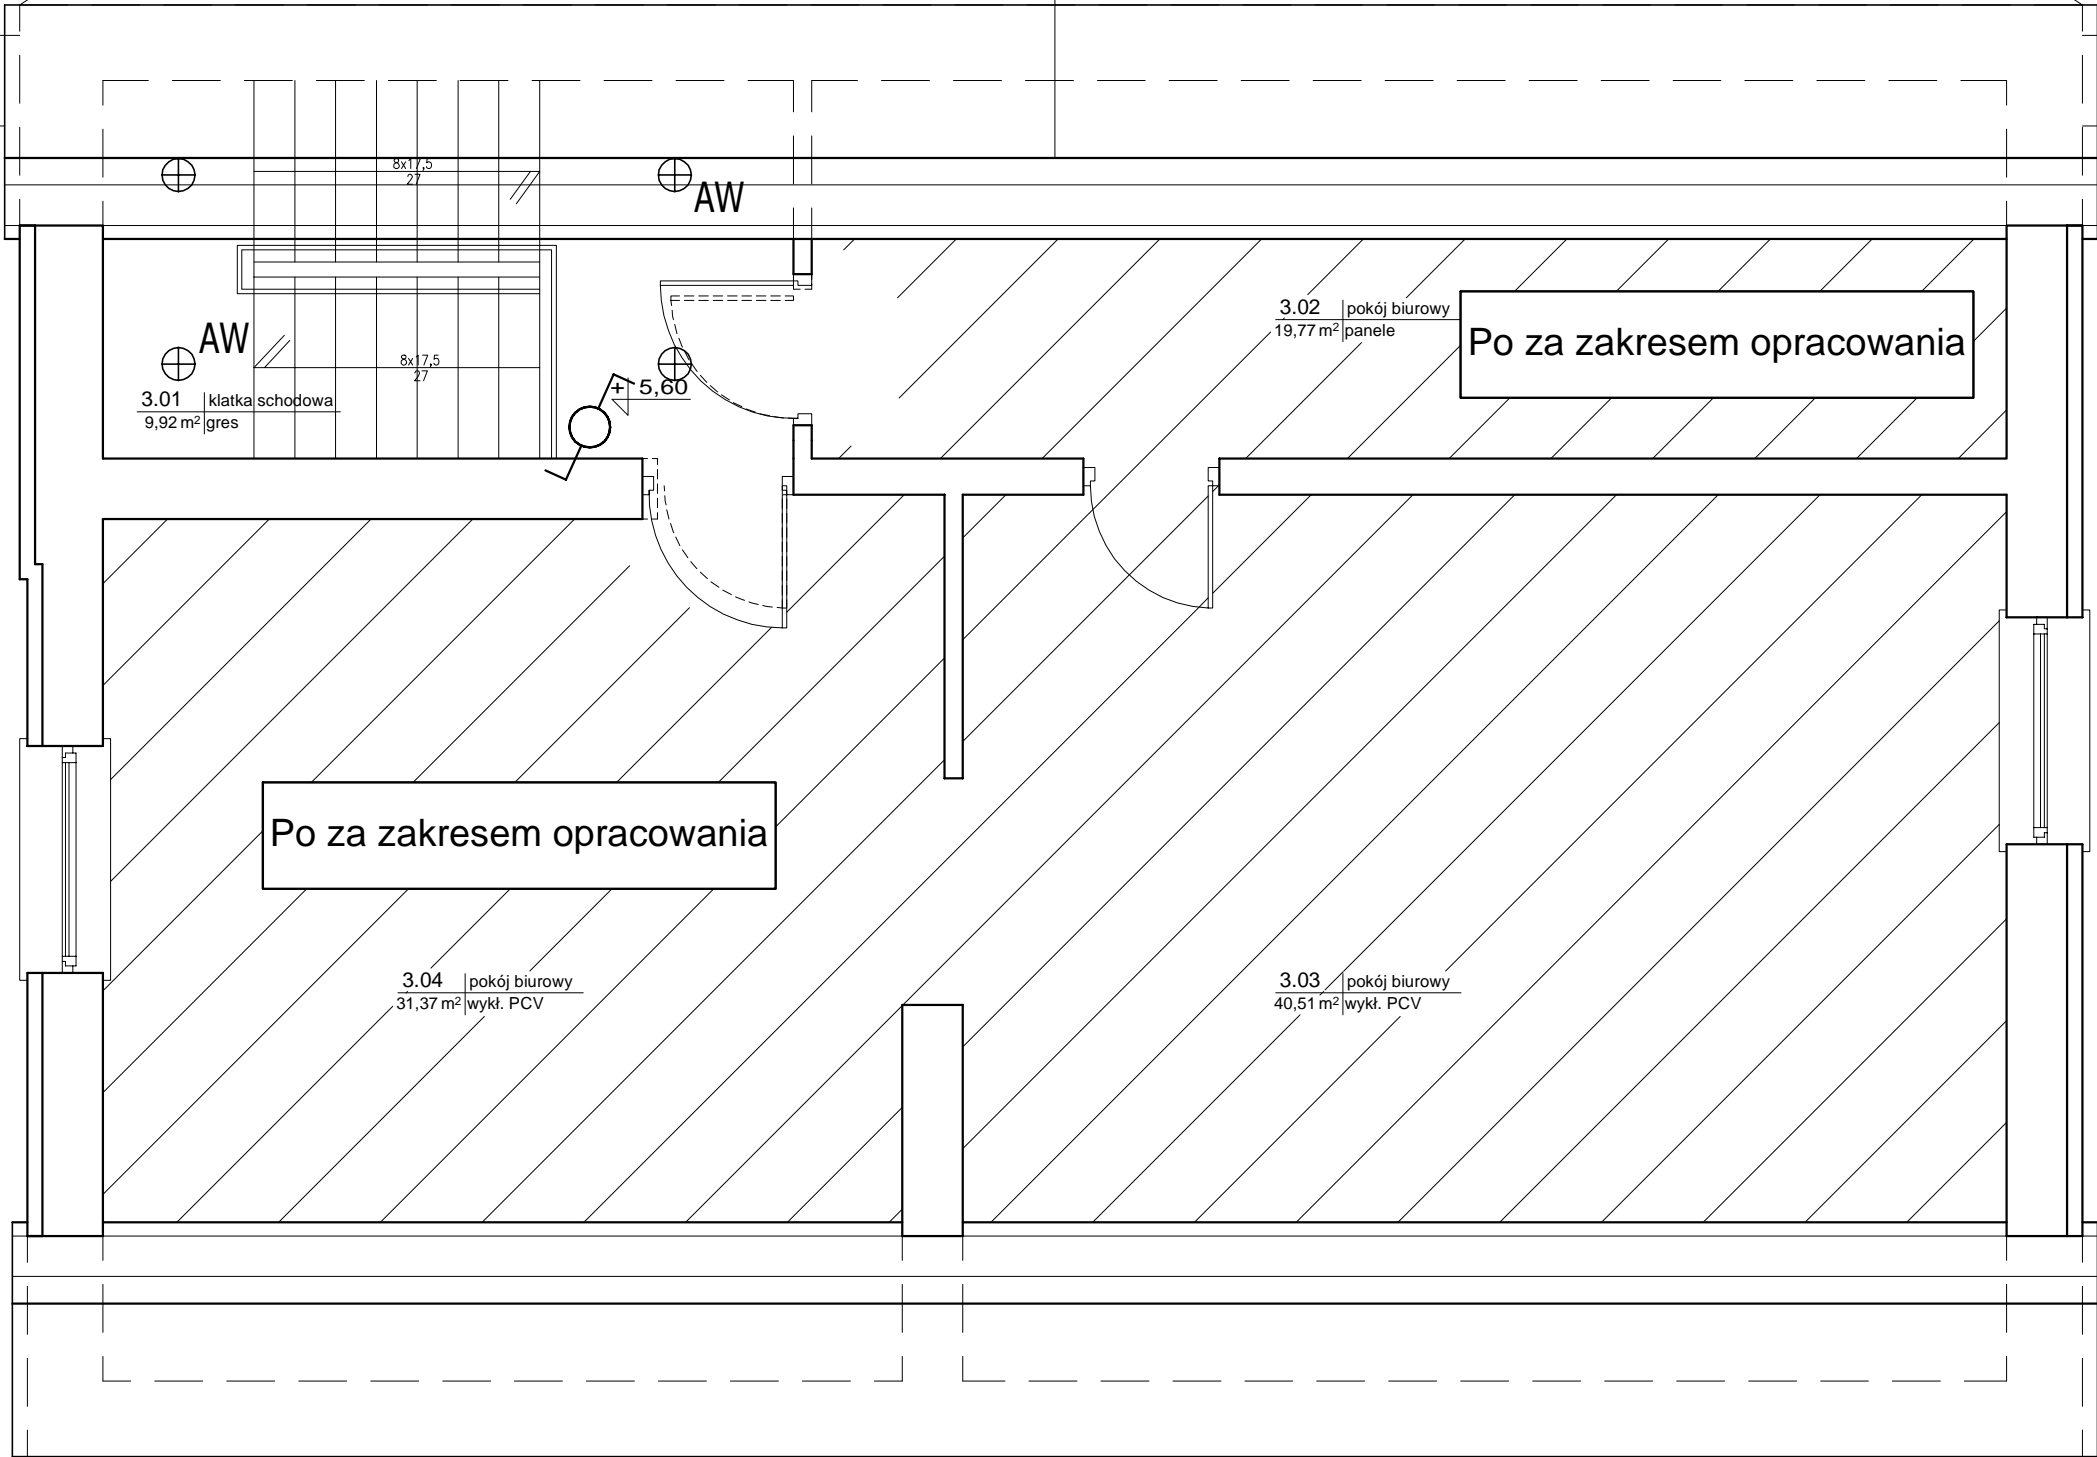 8x17,5
27
AW
AW
8x17,5
27
+ 5,60
3.01 klatka schodowa
9,92 m² gres
3.02 pokój biurowy
19,77 m² panele
Po za zakresem opracowania
Po za zakresem opracowania
3.04 pokój biurowy
31,37 m² wykł. PCV
3.03 pokój biurowy
40,51 m² wykł. PCV